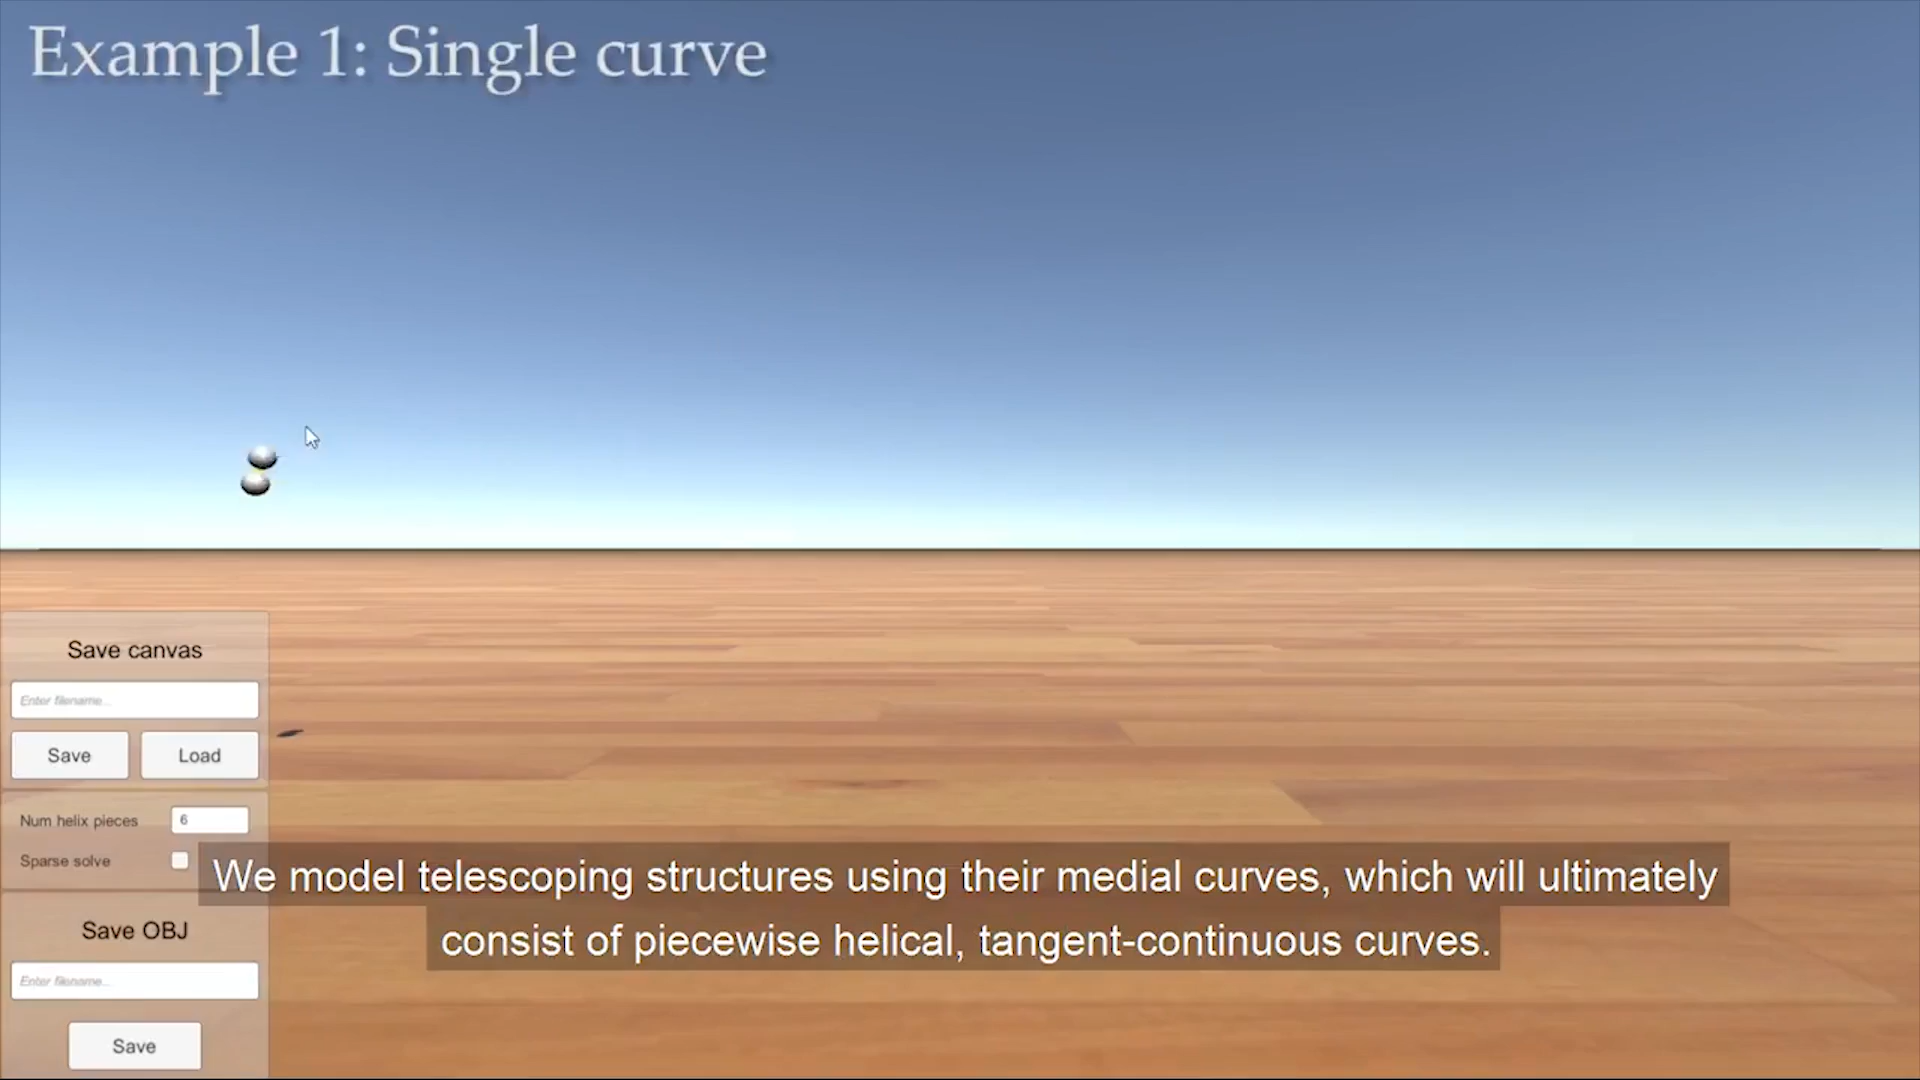 Example 1: Single curve
Save canvas
Enter filename...
Save
Load
Num helix pieces
6
Sparse solve
We model telescoping structures using their medial curves, which will ultimately
consist of piecewise helical, tangent-continuous curves.
Save OBJ
Enter filename...
Save